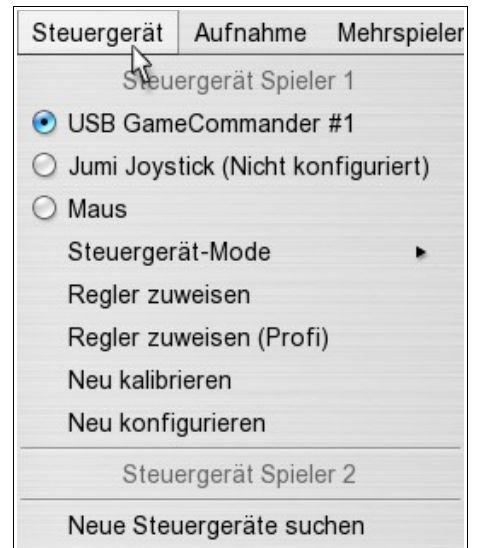 Steuergerät Aufnahme Mehrspieler
Steuergerät Spieler 1
USB GameCommander #1
Jumi Joystick (Nicht konfiguriert)
Maus
Steuergerät-Mode
Regler zuweisen
Regler zuweisen (Profi)
Neu kalibrieren
Neu konfigurieren
Steuergerät Spieler 2
Neue Steuergeräte suchen